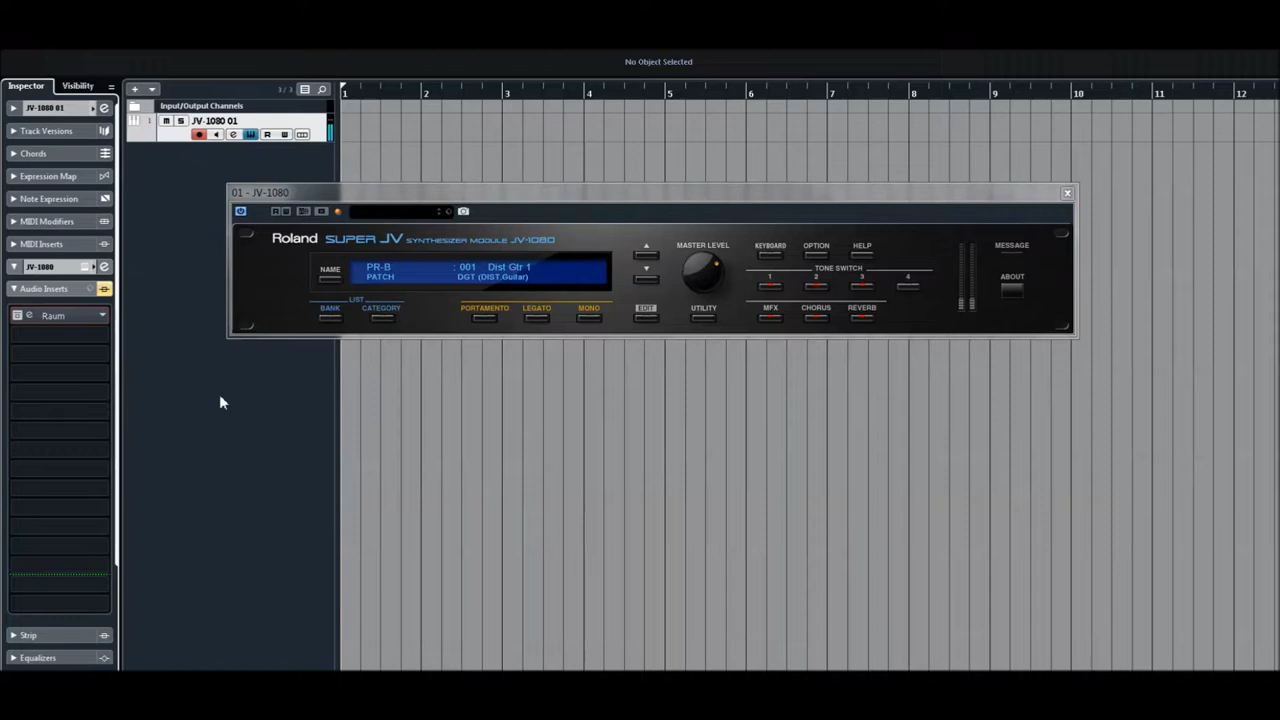 No Object Selected
Inspector
Visibility
3 / 3
1 2 3 4 5 6 7 8 9 10 11 12
JV-1080 01
Input/Output Channels
1 m S JV-1080 01
e R W
Track Versions
Chords
Expression Map
Note Expression
MIDI Modifiers
MIDI Inserts
JV-1080
Audio Inserts
Raum
Strip
Equalizers
01 - JV-1080
R W
Roland SUPER JV SYNTHESIZER MODULE JV-1080
NAME
PR-B : 001 Dist Gtr 1
PATCH DGT (DIST.Guitar)
LIST
BANK CATEGORY PORTAMENTO LEGATO MONO EDIT UTILITY
MASTER LEVEL
KEYBOARD OPTION HELP
TONE SWITCH
1 2 3 4
MFX CHORUS REVERB
MESSAGE
ABOUT